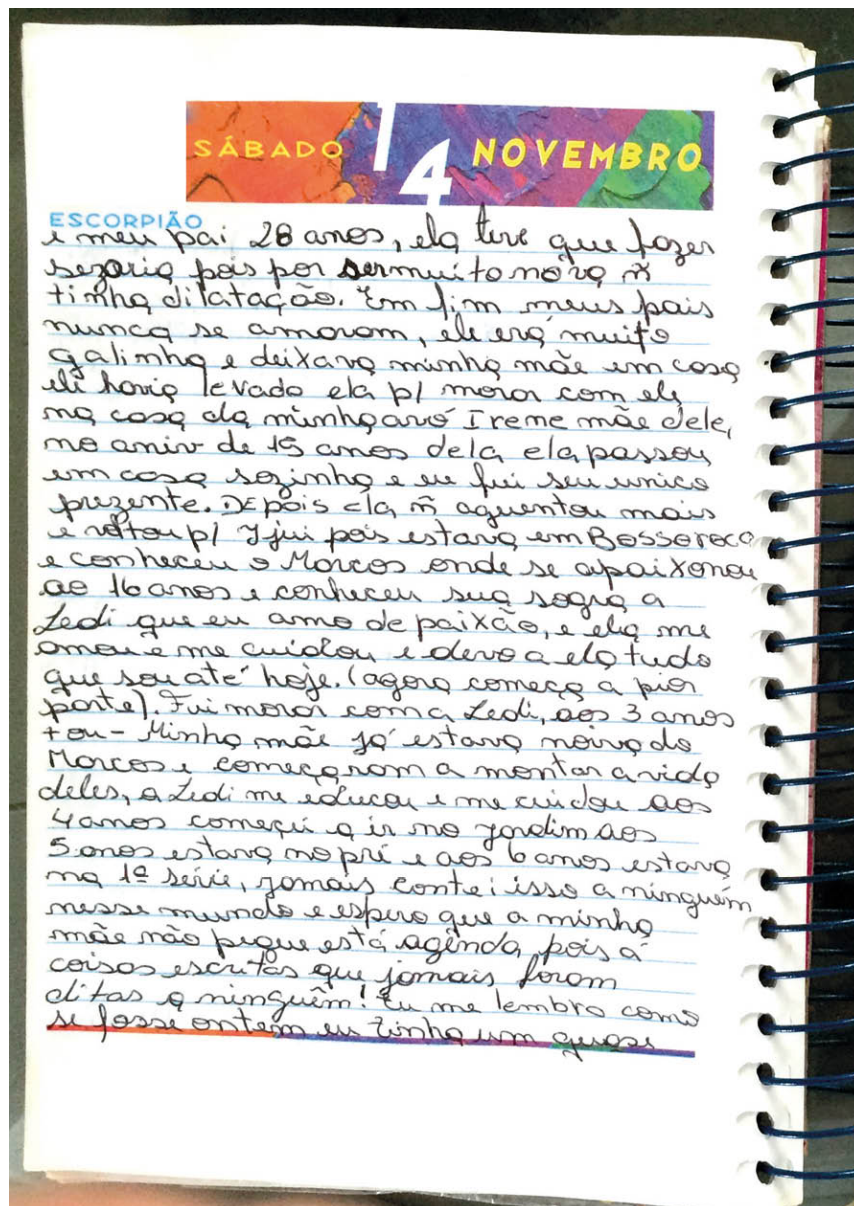 SÁBADO 14 NOVEMBRO
ESCORPIÃO
e meu pai 28 anos, ela teve que fazer
sezaria pois por ser muito nova ñ
tinha dilatação. Em fim meus pais
nunca se amavam, ele era muito
galinha e deixava minha mãe em casa
ele havia levado ela p/ morar com ele
na casa da minha avó Irene mãe dele,
no aniv de 15 anos dela ela passou
em casa sozinha e eu fui seu unico
prezente. Depois ela ñ aguentou mais
e voltou p/ Ijui pois estava em Bossoroca
e conheceu o Marcos onde se apaixonou
ao 16 anos e conheceu sua sogra a
Ledi que eu amo de paixão, e ela me
amou e me cuidou e devo a ela tudo
que sou até hoje. (agora começa a pior
parte). Fui morar com a Ledi, aos 3 anos
+ou- Minha mãe já estava noiva do
Marcos e começaram a montar a vida
deles, a Ledi me educou e me cuidou aos
4 anos começei a ir no jardim aos
5 anos estava no pré e aos 6 anos estava
na 1ª série, jamais contei isso a ninguém
nesse mundo e espero que a minha
mãe não pegue está agênda, pois á
coisas escritas que jamais foram
ditas a ninguêm! Eu me lembro como
se fosse ontem eu tinha um quase